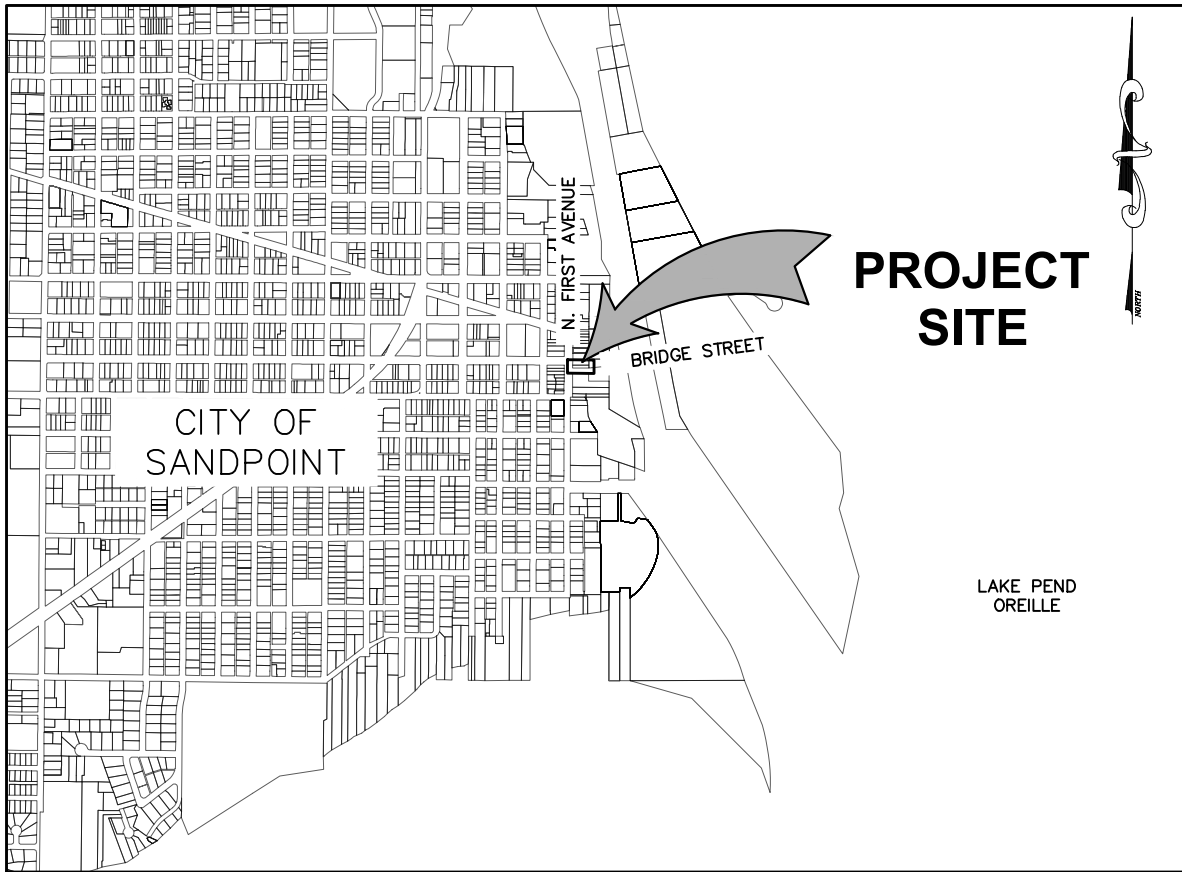 N. FIRST AVENUE
PROJECT
SITE
NORTH
BRIDGE STREET
CITY OF
SANDPOINT
LAKE PEND
OREILLE